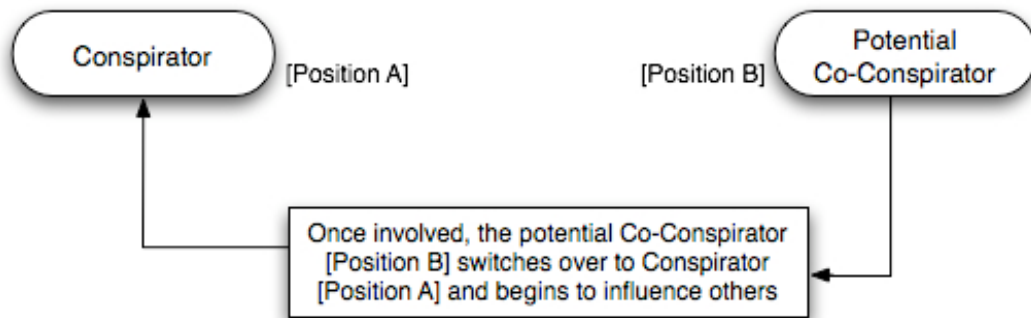 Conspirator
[Position A]
[Position B]
Potential
Co-Conspirator
Once involved, the potential Co-Conspirator
[Position B] switches over to Conspirator
[Position A] and begins to influence others